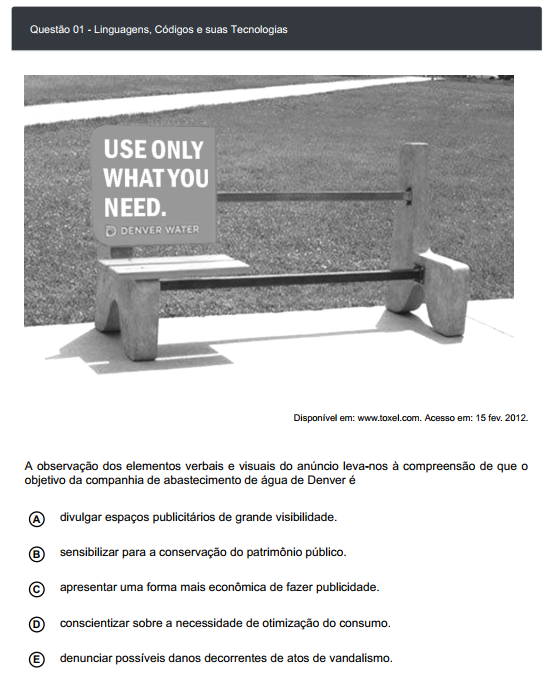 Questão 01 - Linguagens, Códigos e suas Tecnologias
USE ONLY
WHAT YOU
NEED.
DENVER WATER
Disponível em: www.toxel.com. Acesso em: 15 fev. 2012.
A observação dos elementos verbais e visuais do anúncio leva-nos à compreensão de que o
objetivo da companhia de abastecimento de água de Denver é
A divulgar espaços publicitários de grande visibilidade.
B sensibilizar para a conservação do patrimônio público.
C apresentar uma forma mais econômica de fazer publicidade.
D conscientizar sobre a necessidade de otimização do consumo.
E denunciar possíveis danos decorrentes de atos de vandalismo.